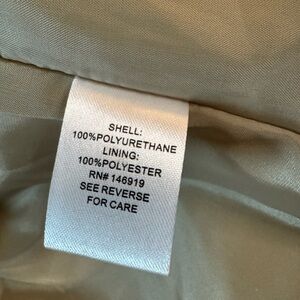 SHELL:
100%POLYURETHANE
LINING:
100%POLYESTER
RN# 146919
SEE REVERSE
FOR CARE